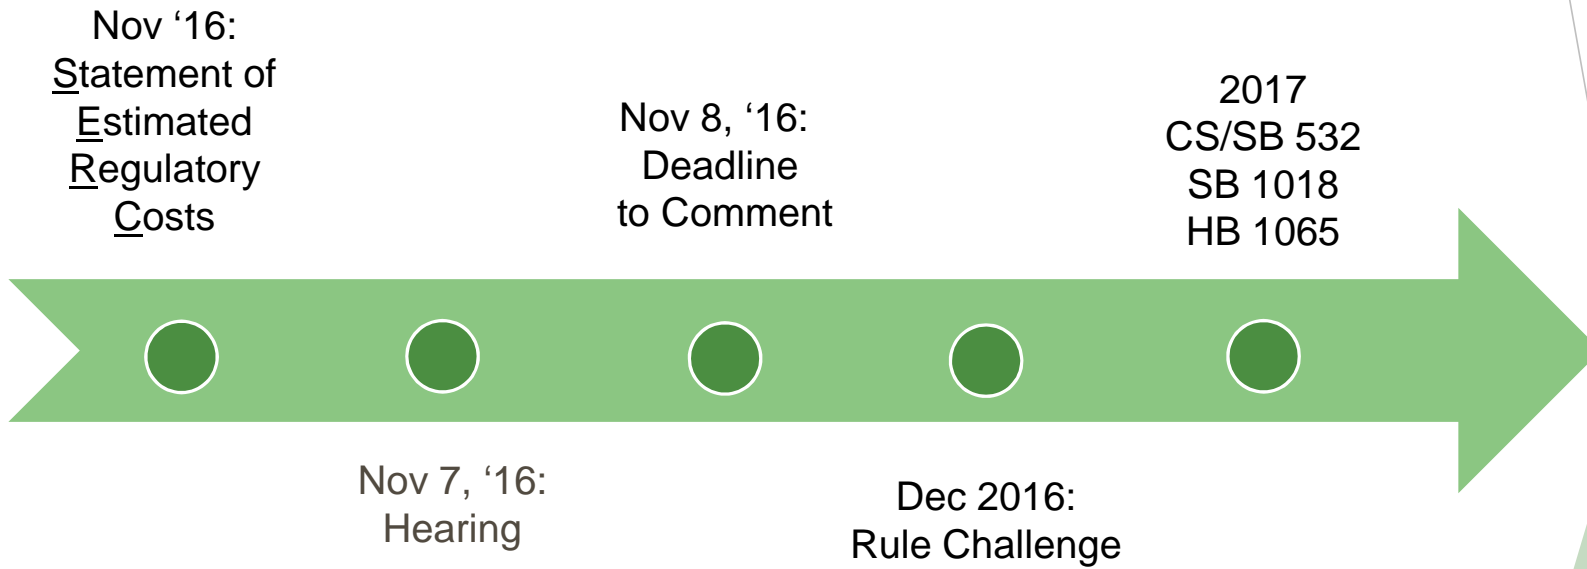 Nov ‘16:
Statement of
Estimated
Regulatory
Costs
Nov 7, ‘16:
Hearing
Nov 8, ‘16:
Deadline
to Comment
Dec 2016:
Rule Challenge
2017
CS/SB 532
SB 1018
HB 1065